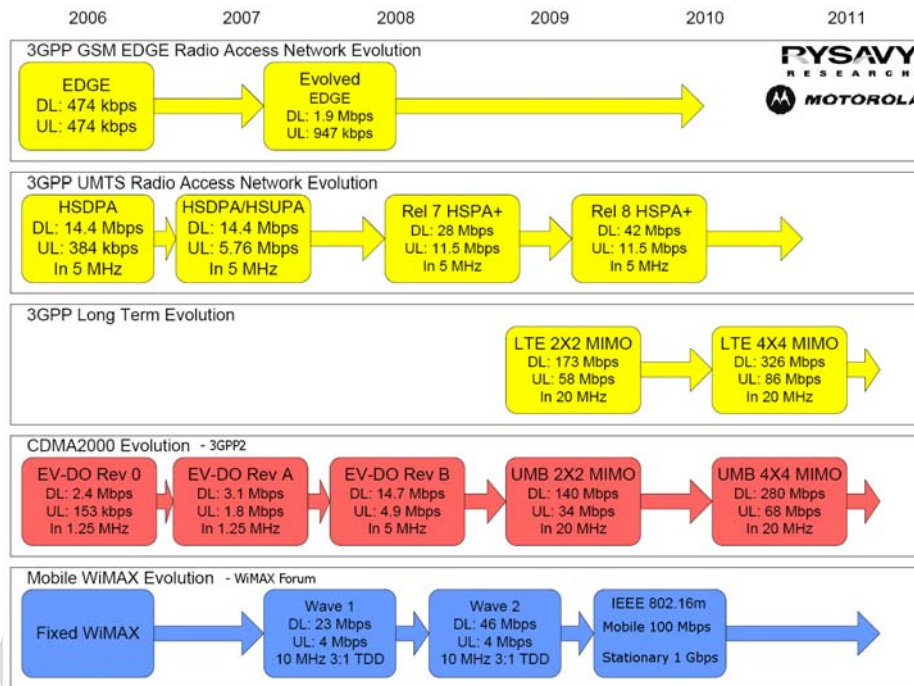 2006 2007 2008 2009 2010 2011
3GPP GSM EDGE Radio Access Network Evolution
RYSAVY
RESEARCH
MOTOROLA
EDGE
DL: 474 kbps
UL: 474 kbps
Evolved
EDGE
DL: 1.9 Mbps
UL: 947 kbps
3GPP UMTS Radio Access Network Evolution
HSDPA
DL: 14.4 Mbps
UL: 384 kbps
In 5 MHz
HSDPA/HSUPA
DL: 14.4 Mbps
UL: 5.76 Mbps
In 5 MHz
Rel 7 HSPA+
DL: 28 Mbps
UL: 11.5 Mbps
In 5 MHz
Rel 8 HSPA+
DL: 42 Mbps
UL: 11.5 Mbps
In 5 MHz
3GPP Long Term Evolution
LTE 2X2 MIMO
DL: 173 Mbps
UL: 58 Mbps
In 20 MHz
LTE 4X4 MIMO
DL: 326 Mbps
UL: 86 Mbps
In 20 MHz
CDMA2000 Evolution - 3GPP2
EV-DO Rev 0
DL: 2.4 Mbps
UL: 153 kbps
In 1.25 MHz
EV-DO Rev A
DL: 3.1 Mbps
UL: 1.8 Mbps
In 1.25 MHz
EV-DO Rev B
DL: 14.7 Mbps
UL: 4.9 Mbps
In 5 MHz
UMB 2X2 MIMO
DL: 140 Mbps
UL: 34 Mbps
In 20 MHz
UMB 4X4 MIMO
DL: 280 Mbps
UL: 68 Mbps
In 20 MHz
Mobile WiMAX Evolution - WiMAX Forum
Fixed WiMAX
Wave 1
DL: 23 Mbps
UL: 4 Mbps
10 MHz 3:1 TDD
Wave 2
DL: 46 Mbps
UL: 4 Mbps
10 MHz 3:1 TDD
IEEE 802.16m
Mobile 100 Mbps
Stationary 1 Gbps